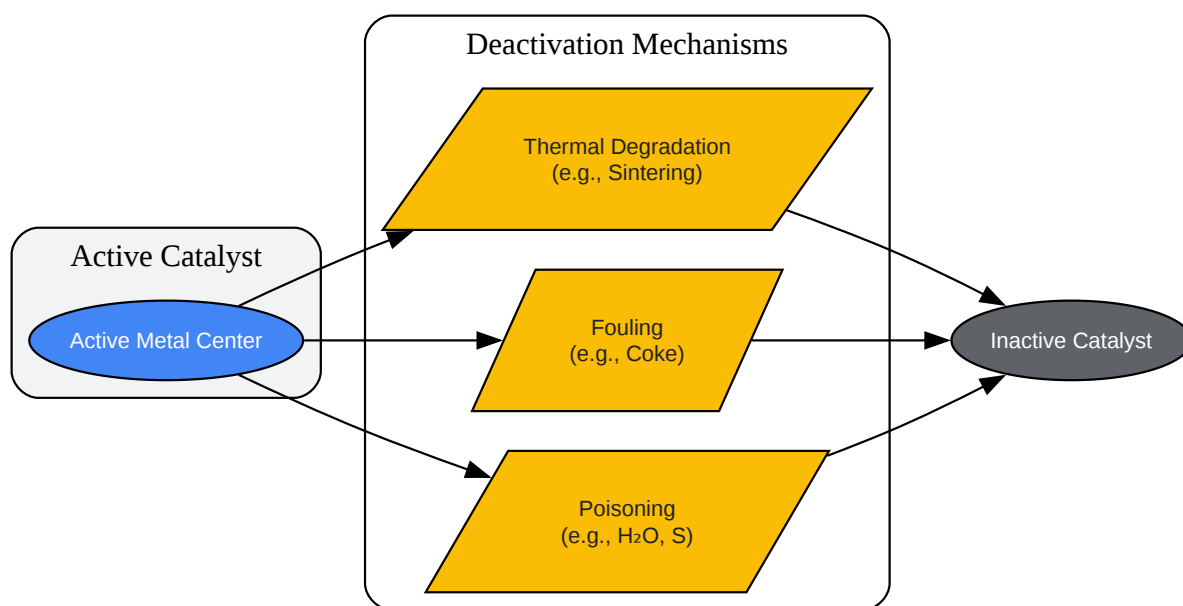 Deactivation Mechanisms
Thermal Degradation
(e.g., Sintering)
Active Catalyst
Active Metal Center
Fouling
(e.g., Coke)
Inactive Catalyst
Poisoning
(e.g., H₂O, S)